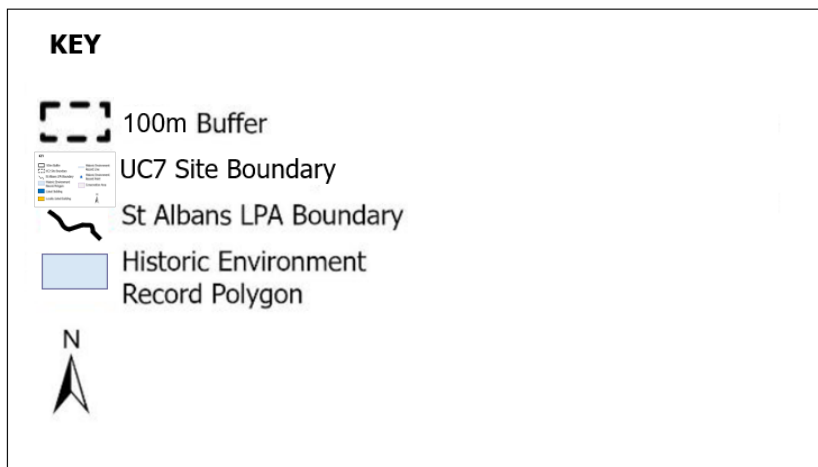 KEY
100m Buffer
UC7 Site Boundary
St Albans LPA Boundary
Historic Environment
Record Polygon
N